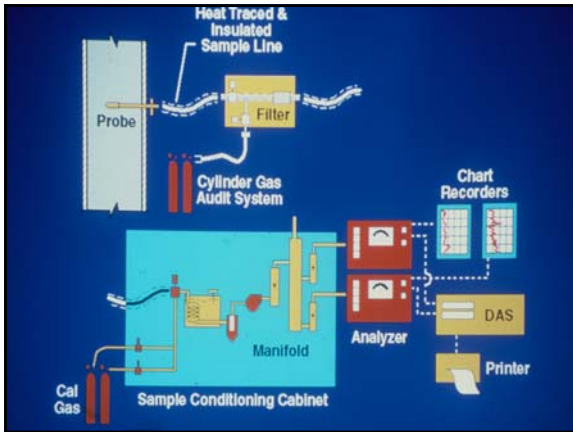 Heat Traced &
Insulated
Sample Line
Probe
Filter
Cylinder Gas
Audit System
Chart
Recorders
Manifold
Analyzer
DAS
Printer
Cal
Gas
Sample Conditioning Cabinet